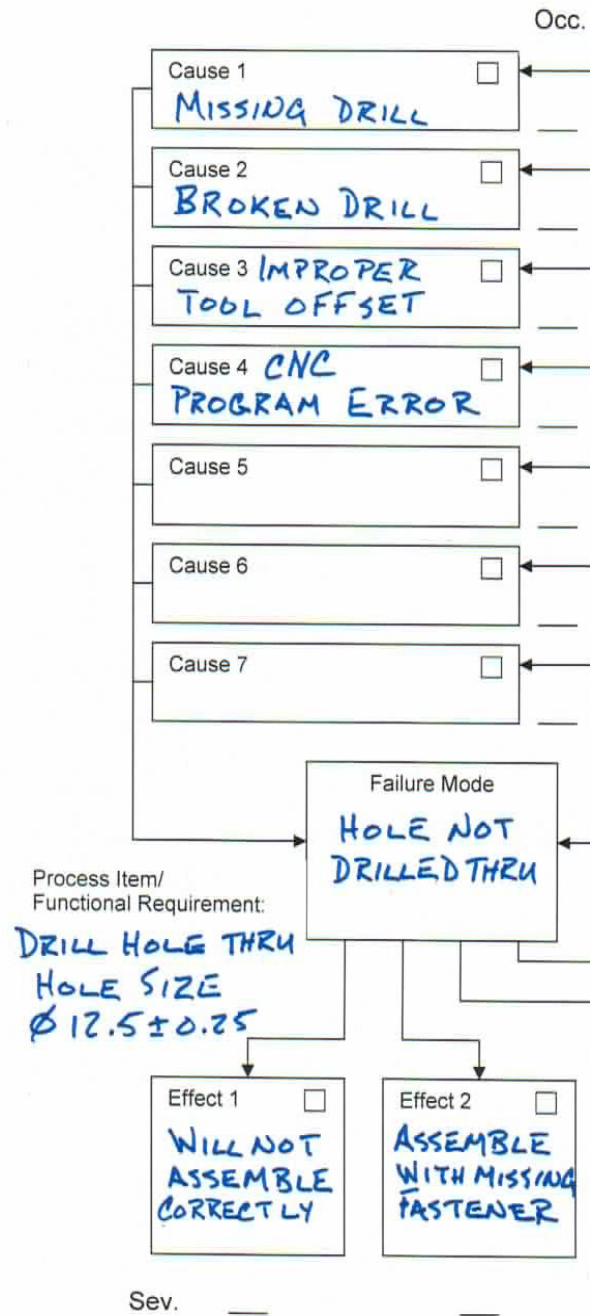 Occ.
Cause 1
MISSING DRILL
Cause 2
BROKEN DRILL
Cause 3 IMPROPER
TOOL OFFSET
Cause 4 CNC
PROGRAM ERROR
Cause 5
Cause 6
Cause 7
Failure Mode
HOLE NOT
DRILLED THRU
Process Item/
Functional Requirement:
DRILL HOLE THRU
HOLE SIZE
Ø 12.5 ± 0.25
Effect 1
WILL NOT
ASSEMBLE
CORRECTLY
Effect 2
ASSEMBLE
WITH MISSING
FASTENER
Sev.